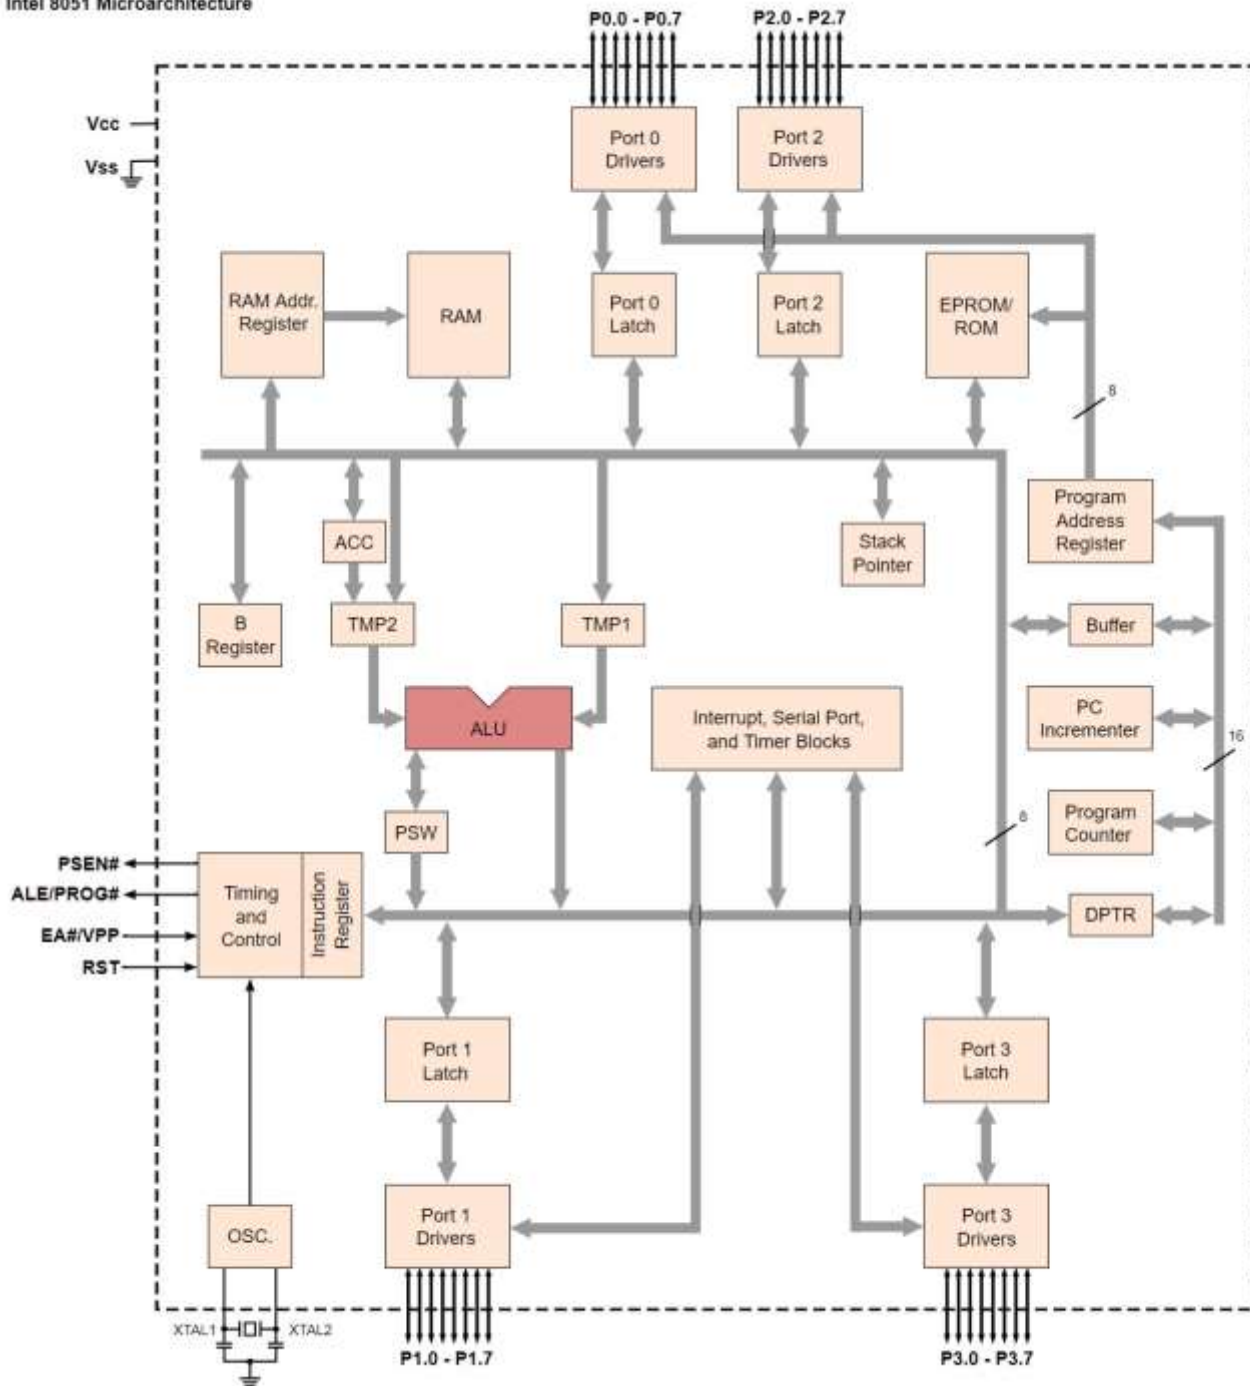 Intel 8051 Microarchitecture
P0.0 - P0.7
P2.0 - P2.7
Vcc
Vss
Port 0
Drivers
Port 2
Drivers
RAM Addr.
Register
RAM
Port 0
Latch
Port 2
Latch
EPROM/
ROM
8
ACC
Stack
Pointer
Program
Address
Register
B
Register
TMP2
TMP1
Buffer
ALU
Interrupt, Serial Port,
and Timer Blocks
PC
Incrementer
16
PSW
8
Program
Counter
PSEN#
ALE/PROG#
EA#/VPP
RST
Timing
and
Control
Instruction
Register
DPTR
Port 1
Latch
Port 3
Latch
OSC.
Port 1
Drivers
Port 3
Drivers
XTAL1
XTAL2
P1.0 - P1.7
P3.0 - P3.7